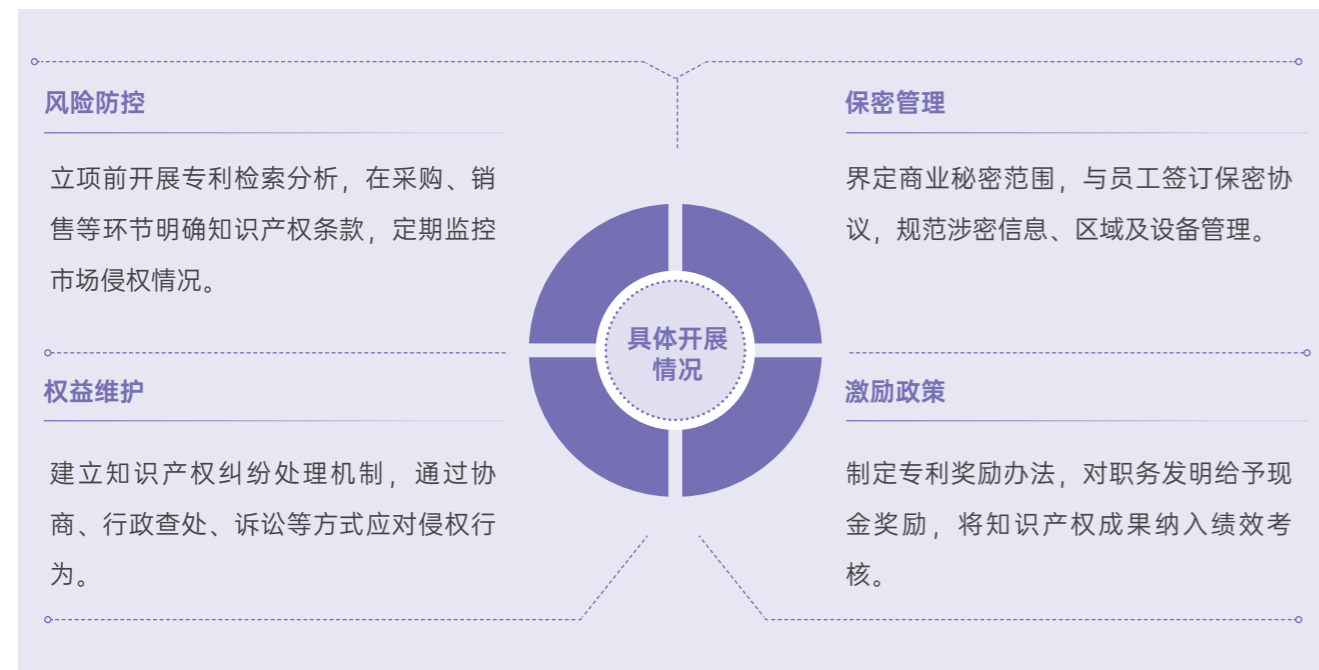 风险防控
立项前开展专利检索分析，在采购、销
售等环节明确知识产权条款，定期监控
市场侵权情况。
保密管理
界定商业秘密范围，与员工签订保密协
议，规范涉密信息、区域及设备管理。
具体开展
情况
权益维护
建立知识产权纠纷处理机制，通过协
商、行政查处、诉讼等方式应对侵权行
为。
激励政策
制定专利奖励办法，对职务发明给予现
金奖励，将知识产权成果纳入绩效考
核。